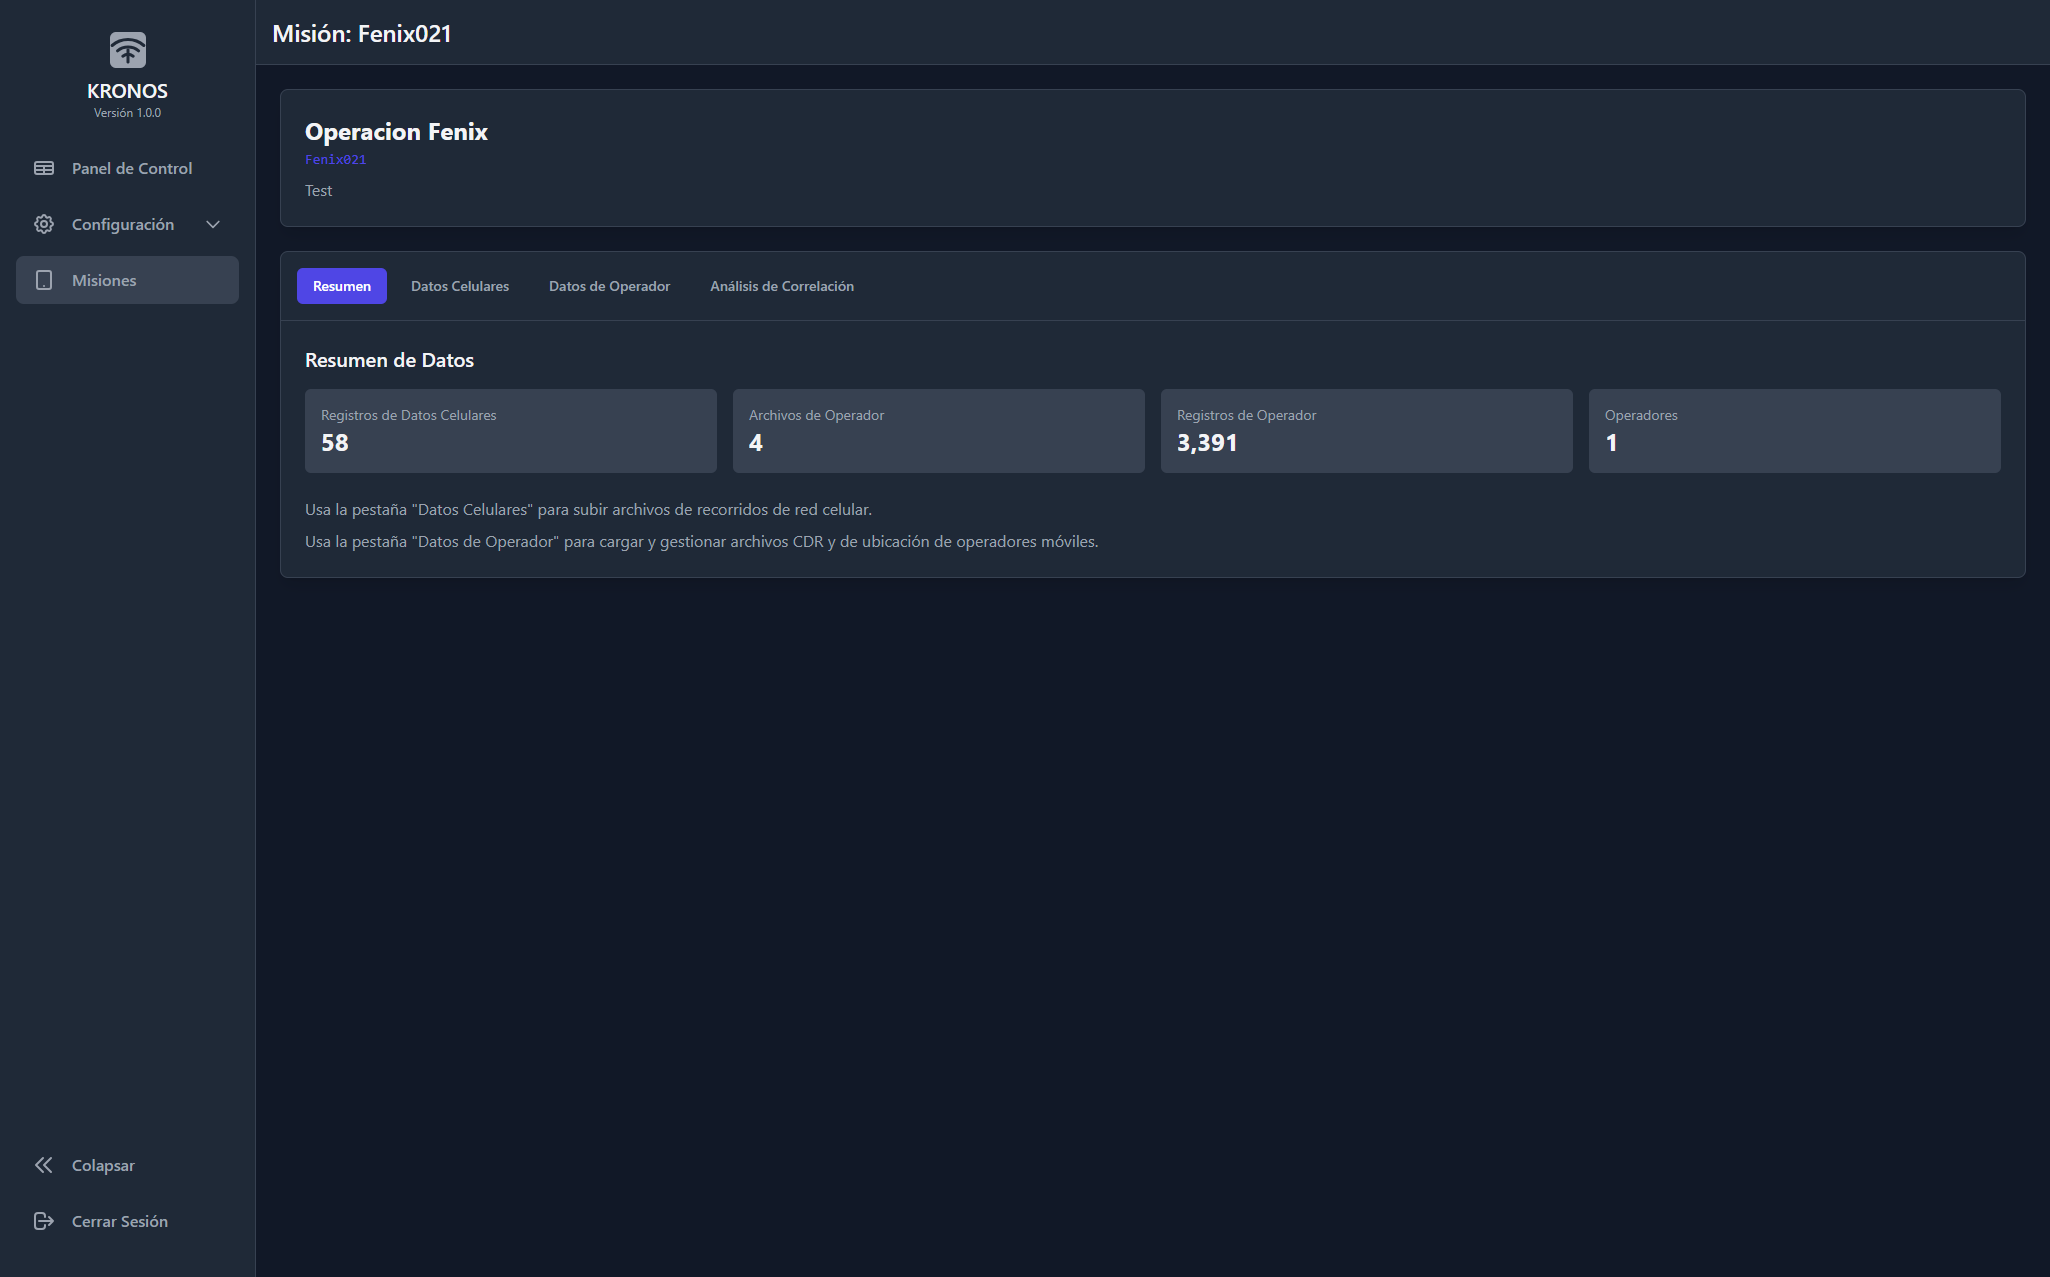 KRONOS
Versión 1.0.0
Panel de Control
Configuración
Misiones
Colapsar
Cerrar Sesión
Misión: Fenix021
Operacion Fenix
Fenix021
Test
Resumen
Datos Celulares
Datos de Operador
Análisis de Correlación
Resumen de Datos
Registros de Datos Celulares
58
Archivos de Operador
4
Registros de Operador
3,391
Operadores
1
Usa la pestaña "Datos Celulares" para subir archivos de recorridos de red celular.
Usa la pestaña "Datos de Operador" para cargar y gestionar archivos CDR y de ubicación de operadores móviles.